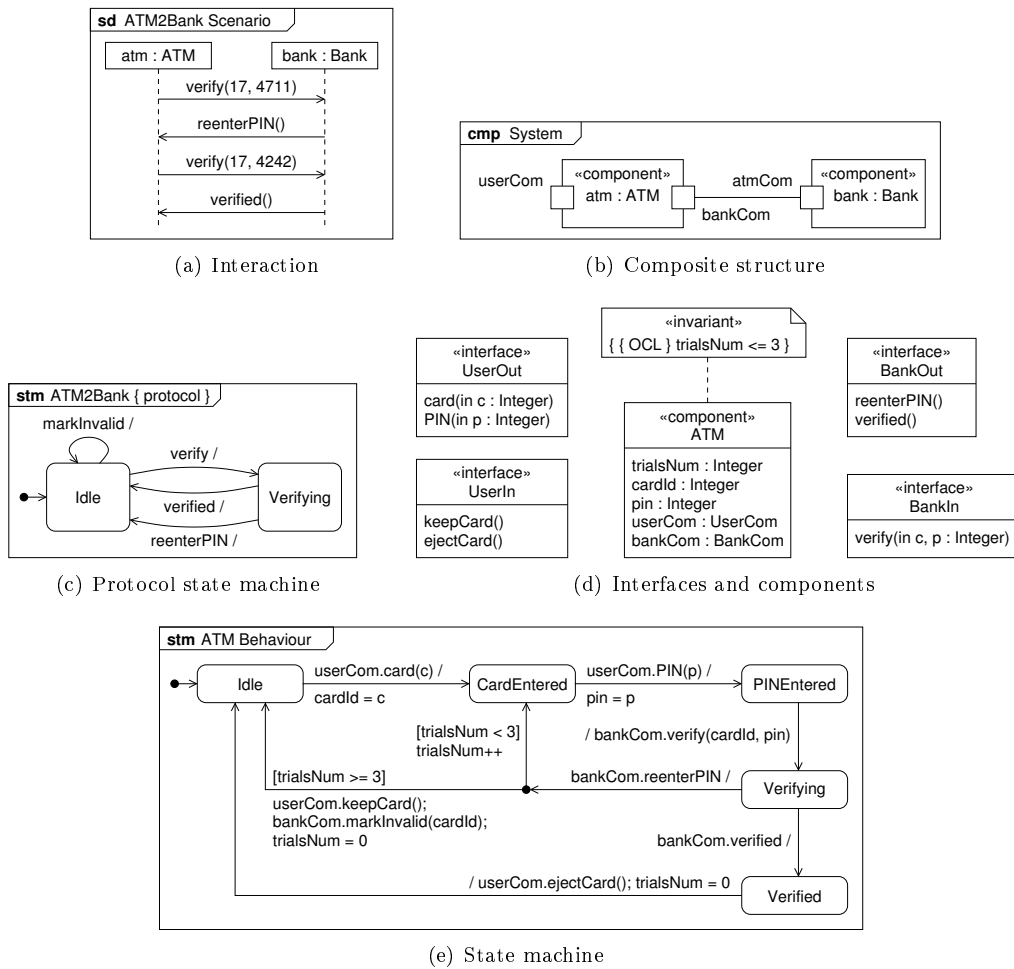 sd ATM2Bank Scenario
atm : ATM
bank : Bank
verify(17, 4711)
reenterPIN()
verify(17, 4242)
verified()
(a) Interaction
cmp System
userCom
«component»
atm : ATM
bankCom
atmCom
«component»
bank : Bank
(b) Composite structure
stm ATM2Bank { protocol }
markInvalid /
Idle
verify /
verified /
reenterPIN /
Verifying
(c) Protocol state machine
«interface»
UserOut
card(in c : Integer)
PIN(in p : Integer)
«interface»
UserIn
keepCard()
ejectCard()
«invariant»
{ { OCL } trialsNum <= 3 }
«component»
ATM
trialsNum : Integer
cardId : Integer
pin : Integer
userCom : UserCom
bankCom : BankCom
«interface»
BankOut
reenterPIN()
verified()
«interface»
BankIn
verify(in c, p : Integer)
(d) Interfaces and components
stm ATM Behaviour
Idle
userCom.card(c) /
cardId = c
CardEntered
userCom.PIN(p) /
pin = p
PINEntered
/ bankCom.verify(cardId, pin)
[trialsNum < 3]
trialsNum++
bankCom.reenterPIN /
Verifying
[trialsNum >= 3]
userCom.keepCard();
bankCom.markInvalid(cardId);
trialsNum = 0
bankCom.verified /
/ userCom.ejectCard(); trialsNum = 0
Verified
(e) State machine